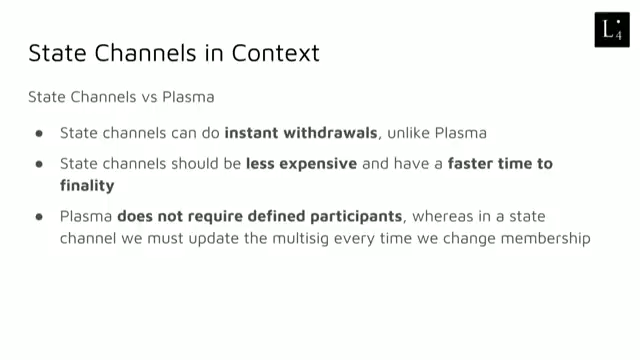 L4
State Channels in Context
State Channels vs Plasma
● State channels can do instant withdrawals, unlike Plasma
● State channels should be less expensive and have a faster time to
finality
● Plasma does not require defined participants, whereas in a state
channel we must update the multisig every time we change membership